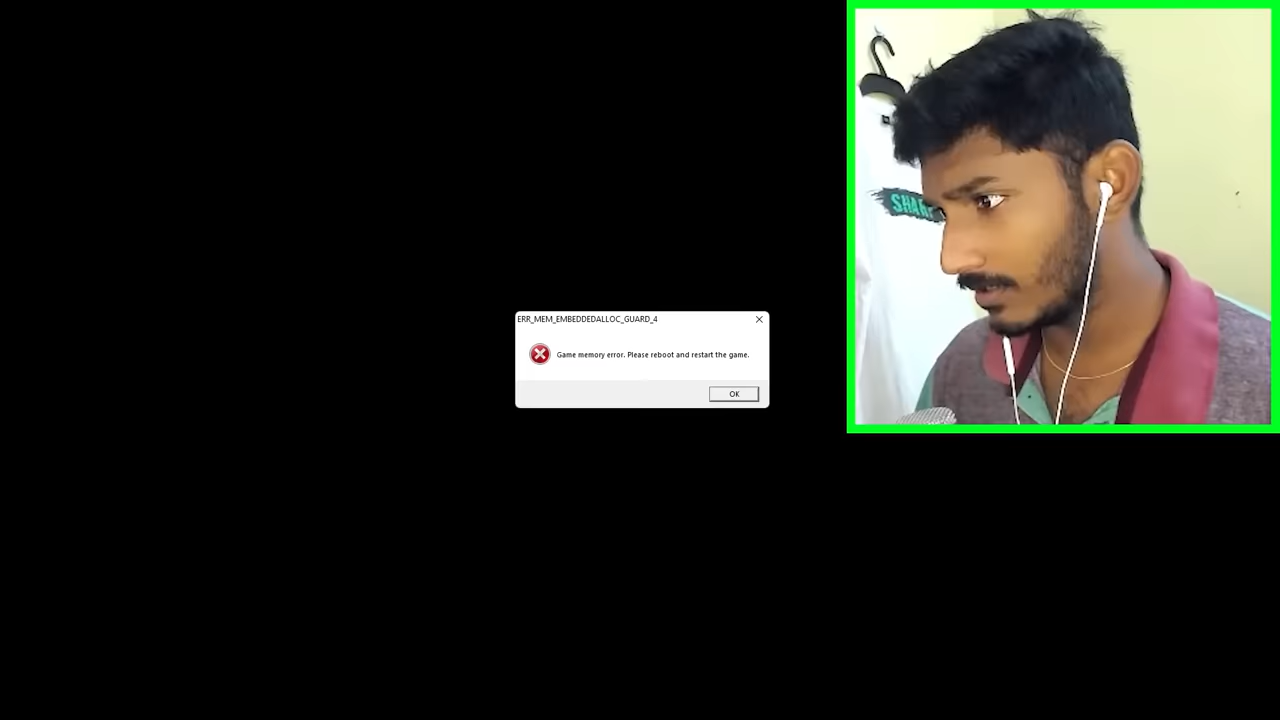 ERR_MEM_EMBEDDEDALLOC_GUARD_4
Game memory error. Please reboot and restart the game.
OK